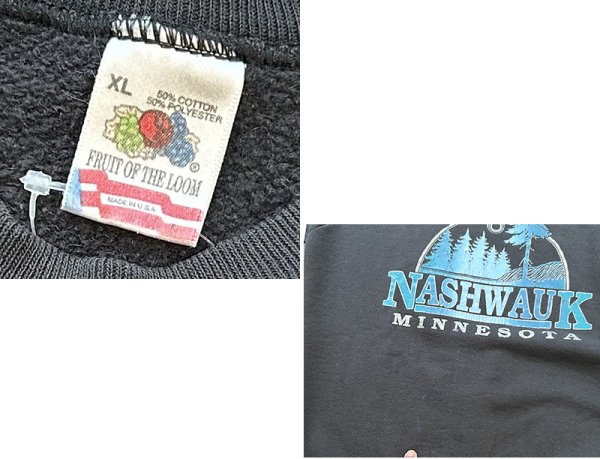 XL
50% COTTON
50% POLYESTER
FRUIT OF THE LOOM
®
MADE IN U.S.A.
NASHWAUK
MINNESOTA